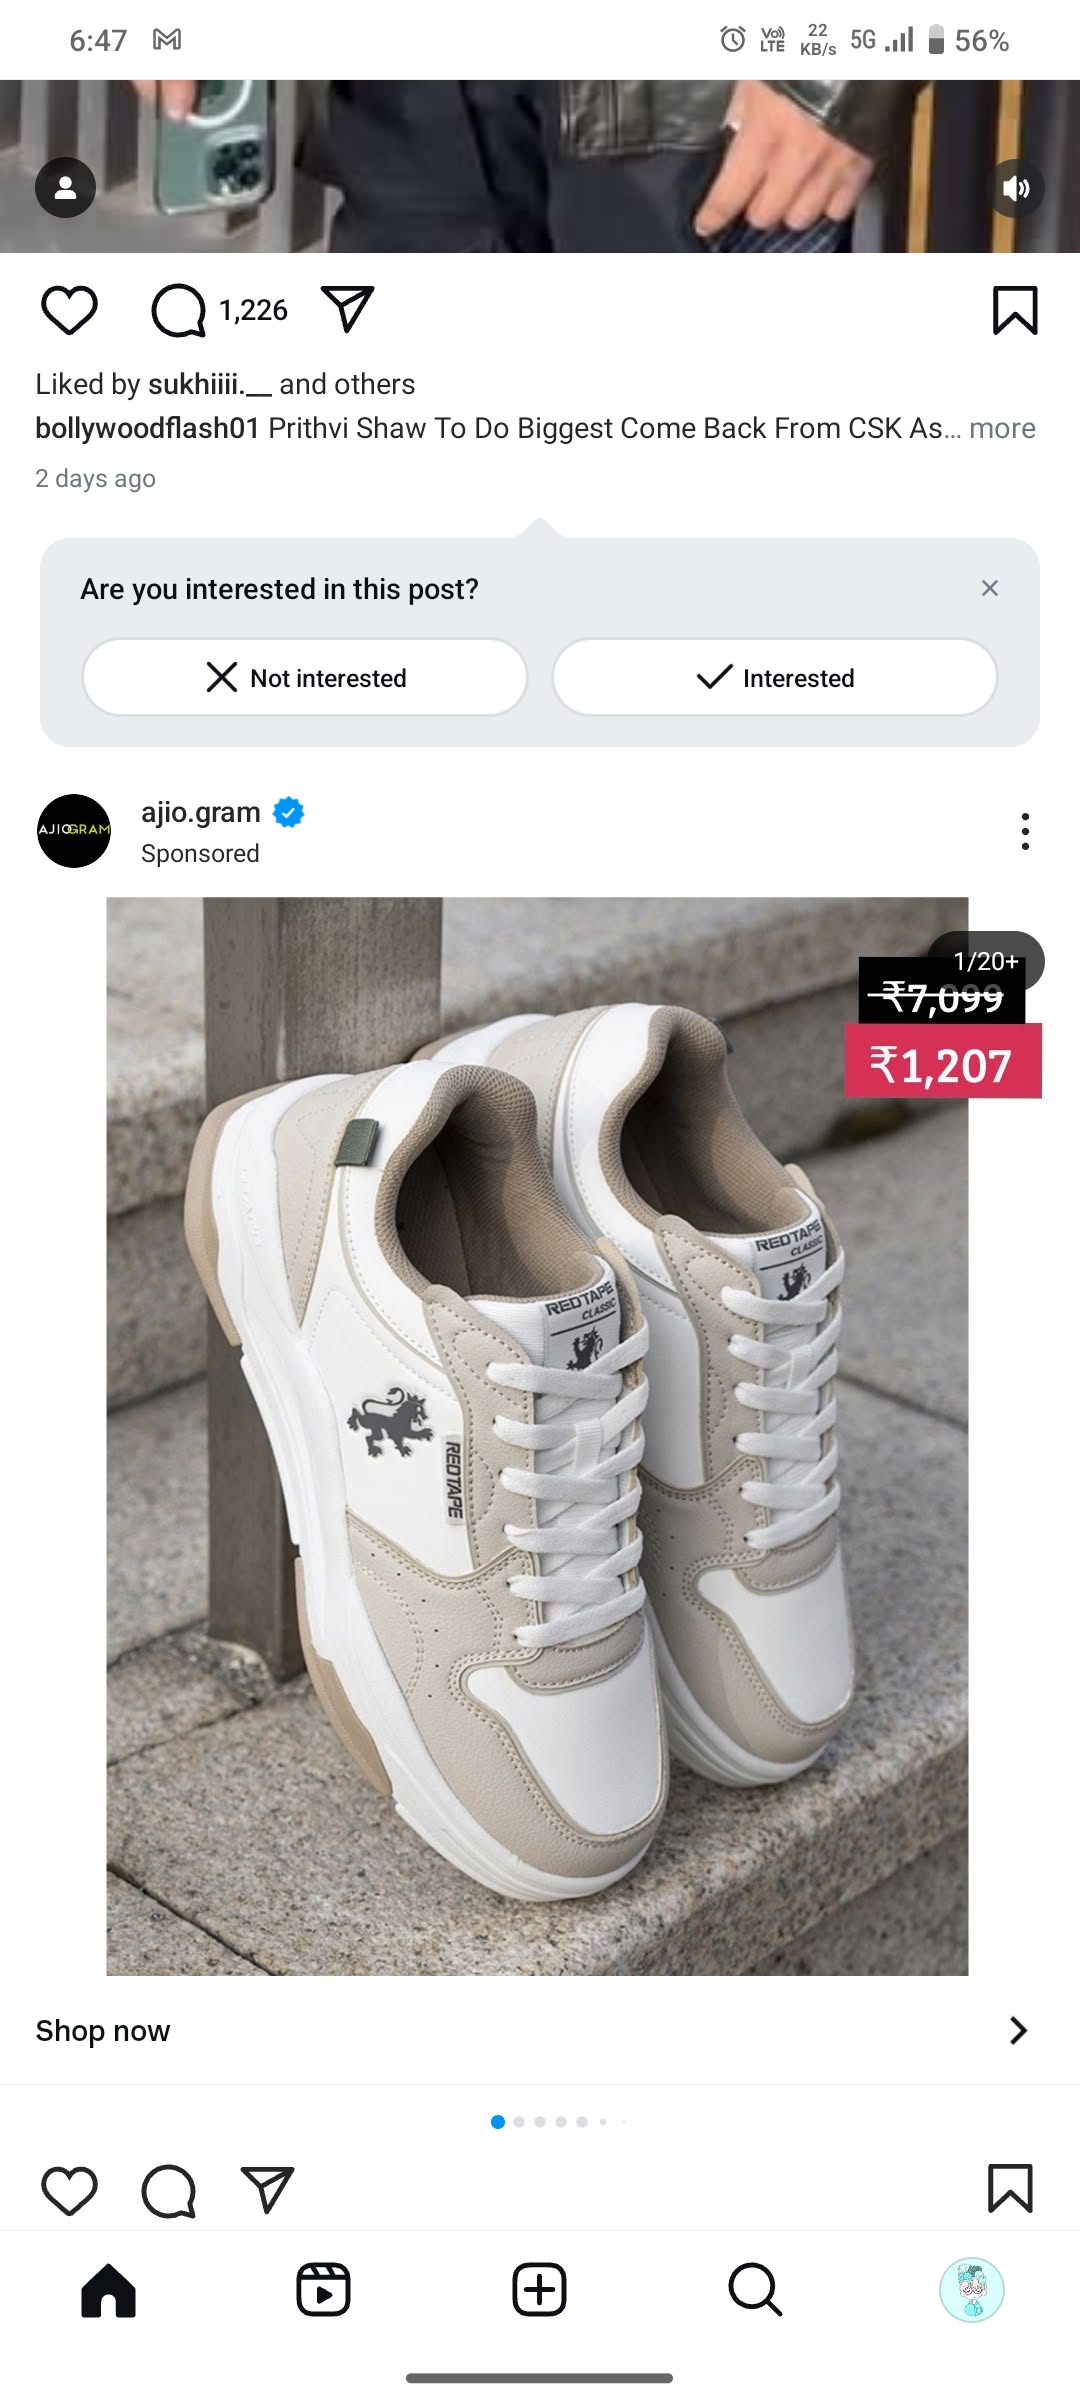 6:47
Vo)) LTE 22 KB/s 5G 56%
1,226
Liked by sukhiiii.__ and others
bollywoodflash01 Prithvi Shaw To Do Biggest Come Back From CSK As... more
2 days ago
Are you interested in this post?
Not interested
Interested
AJIOGRAM
ajio.gram
Sponsored
1/20+
₹7,099
₹1,207
REDTAPE
CLASSIC
REDTAPE
CLASSIC
REDTAPE
Shop now